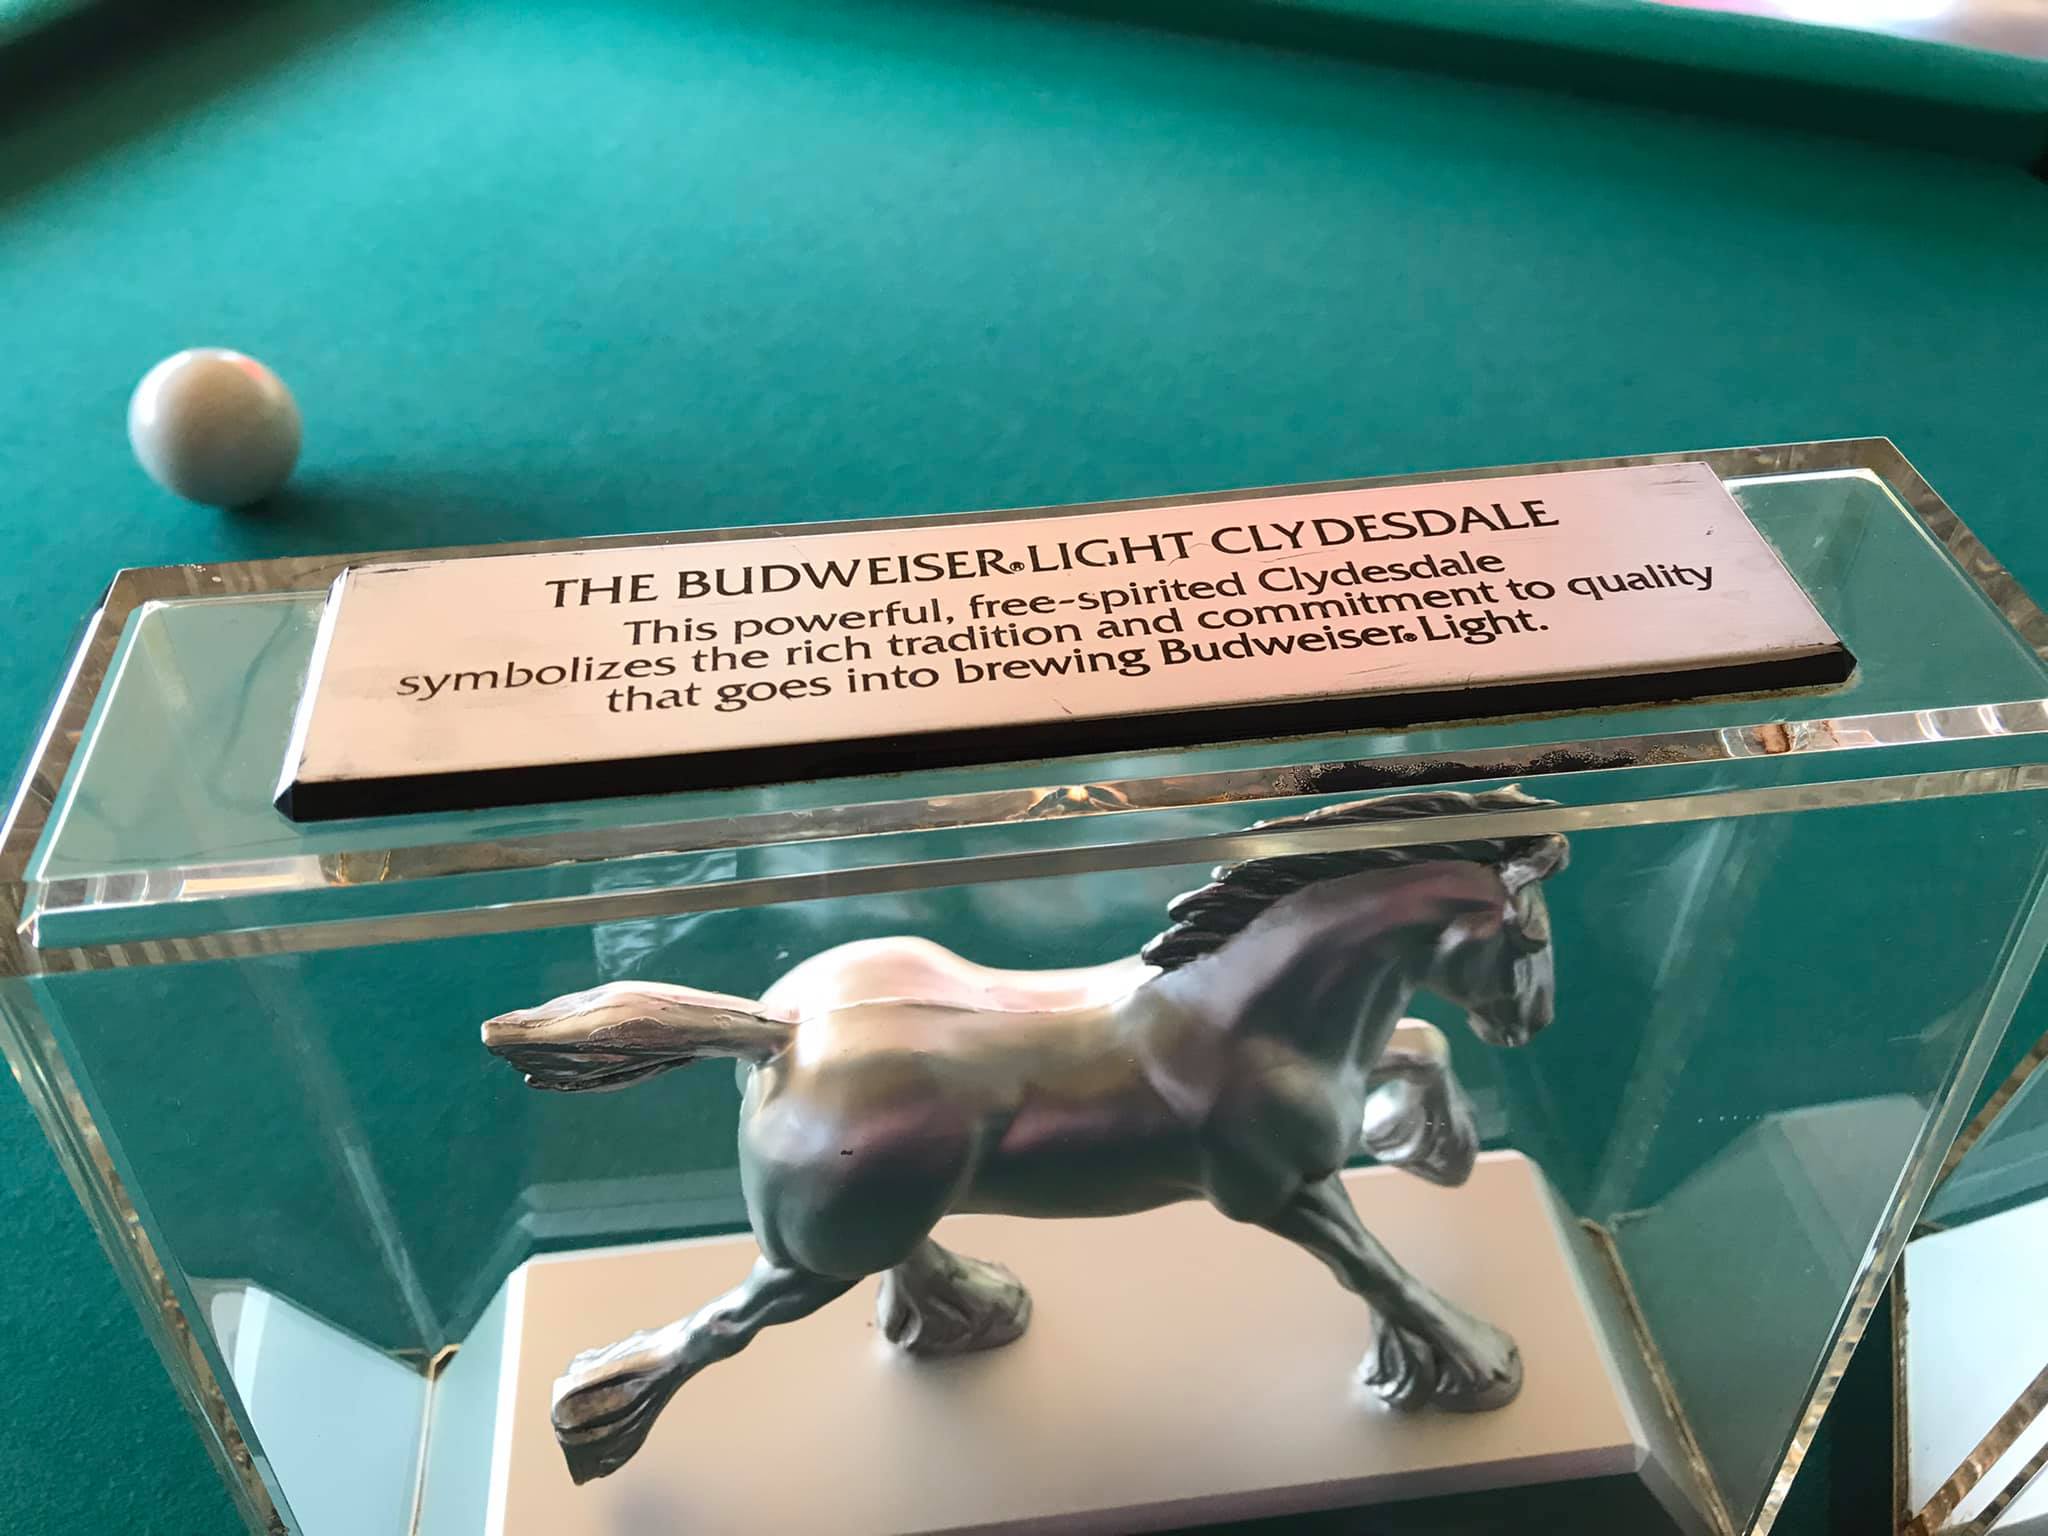 THE BUDWEISER® LIGHT CLYDESDALE
This powerful, free-spirited Clydesdale
symbolizes the rich tradition and commitment to quality
that goes into brewing Budweiser® Light.